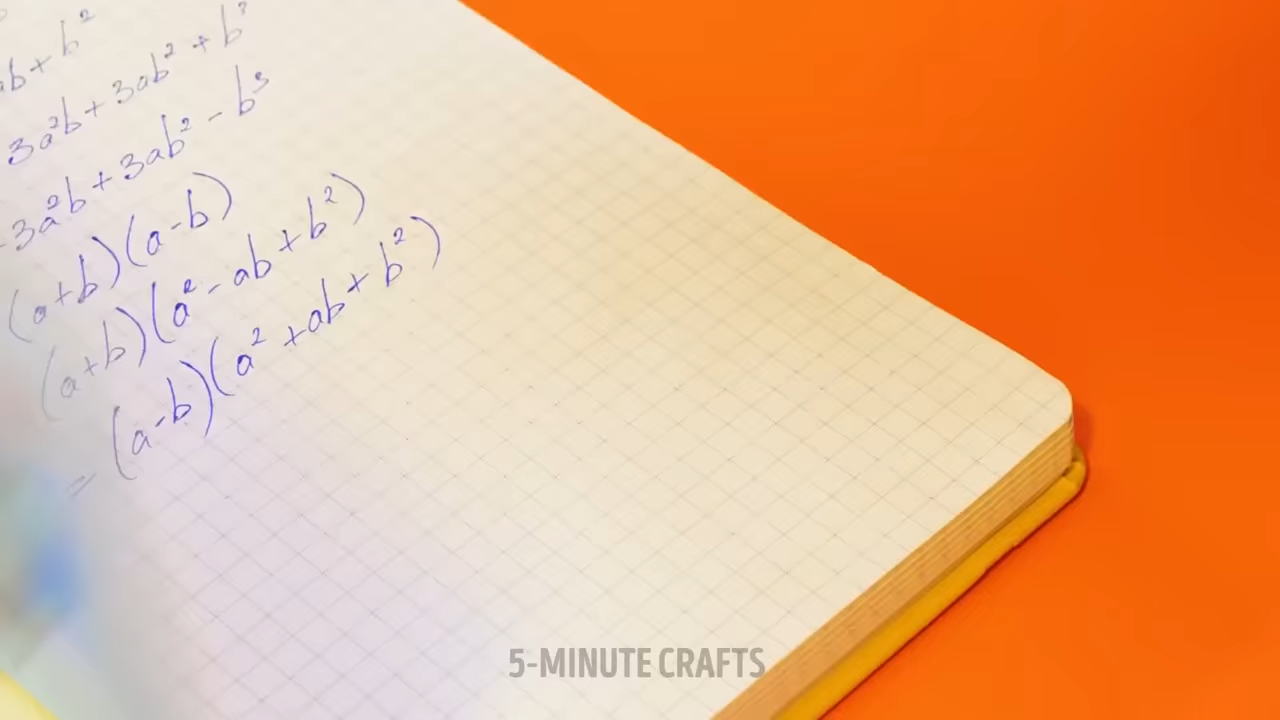 ab + b²
3a²b + 3ab² + b³
- 3a²b + 3ab² - b³
(a+b)(a-b)
(a+b)(a² - ab + b²)
= (a-b)(a² + ab + b²)
5-MINUTE CRAFTS